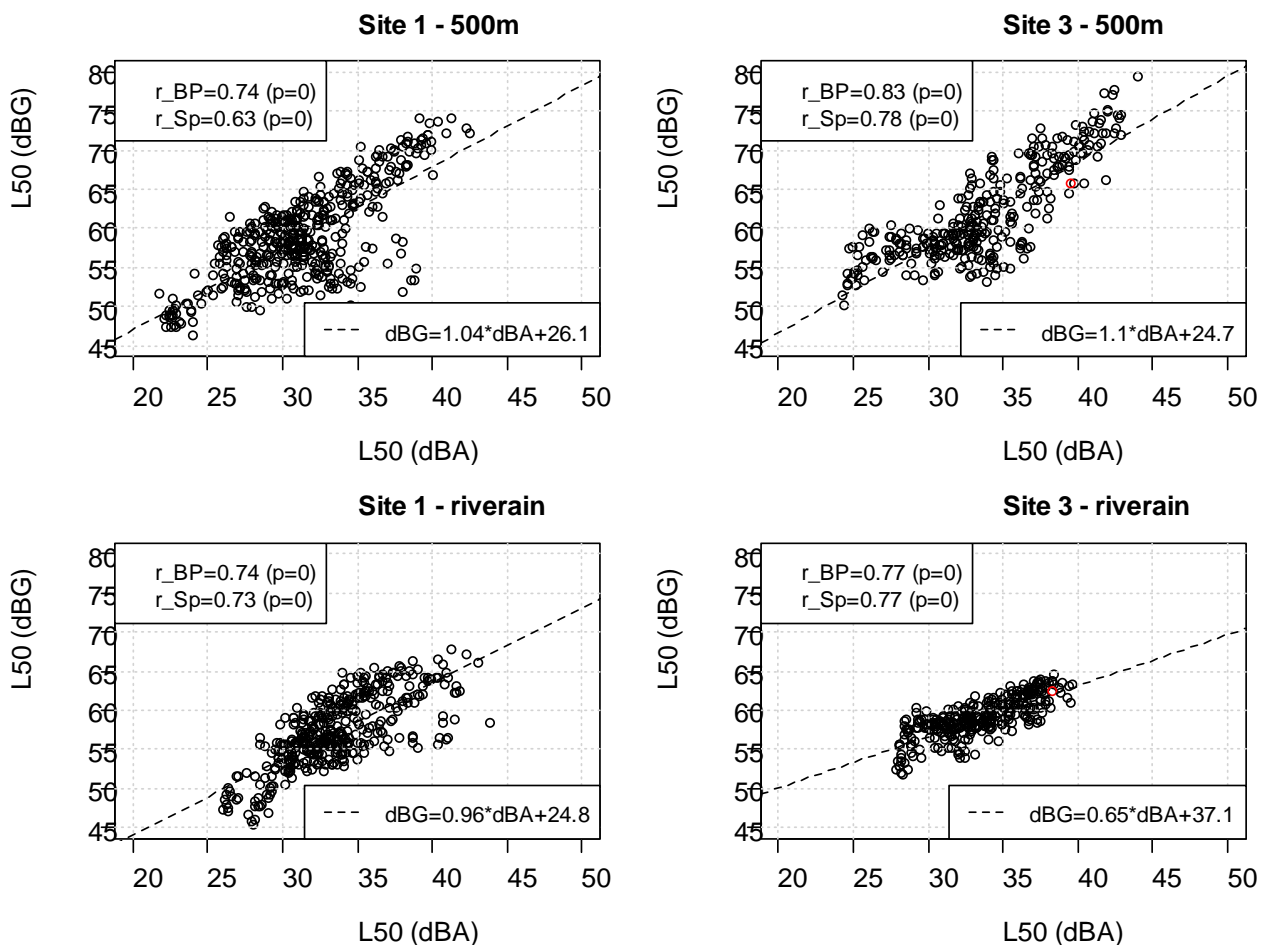 Site 1 - 500m
r_BP=0.74 (p=0)
r_Sp=0.63 (p=0)
80
75
70
65
60
55
50
45
L50 (dBG)
dBG=1.04*dBA+26.1
20 25 30 35 40 45 50
L50 (dBA)
Site 3 - 500m
r_BP=0.83 (p=0)
r_Sp=0.78 (p=0)
80
75
70
65
60
55
50
45
L50 (dBG)
dBG=1.1*dBA+24.7
20 25 30 35 40 45 50
L50 (dBA)
Site 1 - riverain
r_BP=0.74 (p=0)
r_Sp=0.73 (p=0)
80
75
70
65
60
55
50
45
L50 (dBG)
dBG=0.96*dBA+24.8
20 25 30 35 40 45 50
L50 (dBA)
Site 3 - riverain
r_BP=0.77 (p=0)
r_Sp=0.77 (p=0)
80
75
70
65
60
55
50
45
L50 (dBG)
dBG=0.65*dBA+37.1
20 25 30 35 40 45 50
L50 (dBA)